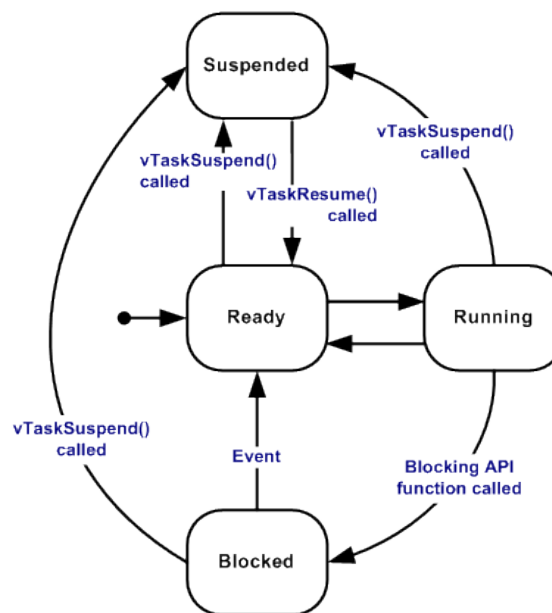 Suspended
vTaskSuspend()
called
vTaskSuspend()
called
vTaskResume()
called
Ready
Running
vTaskSuspend()
called
Event
Blocking API
function called
Blocked